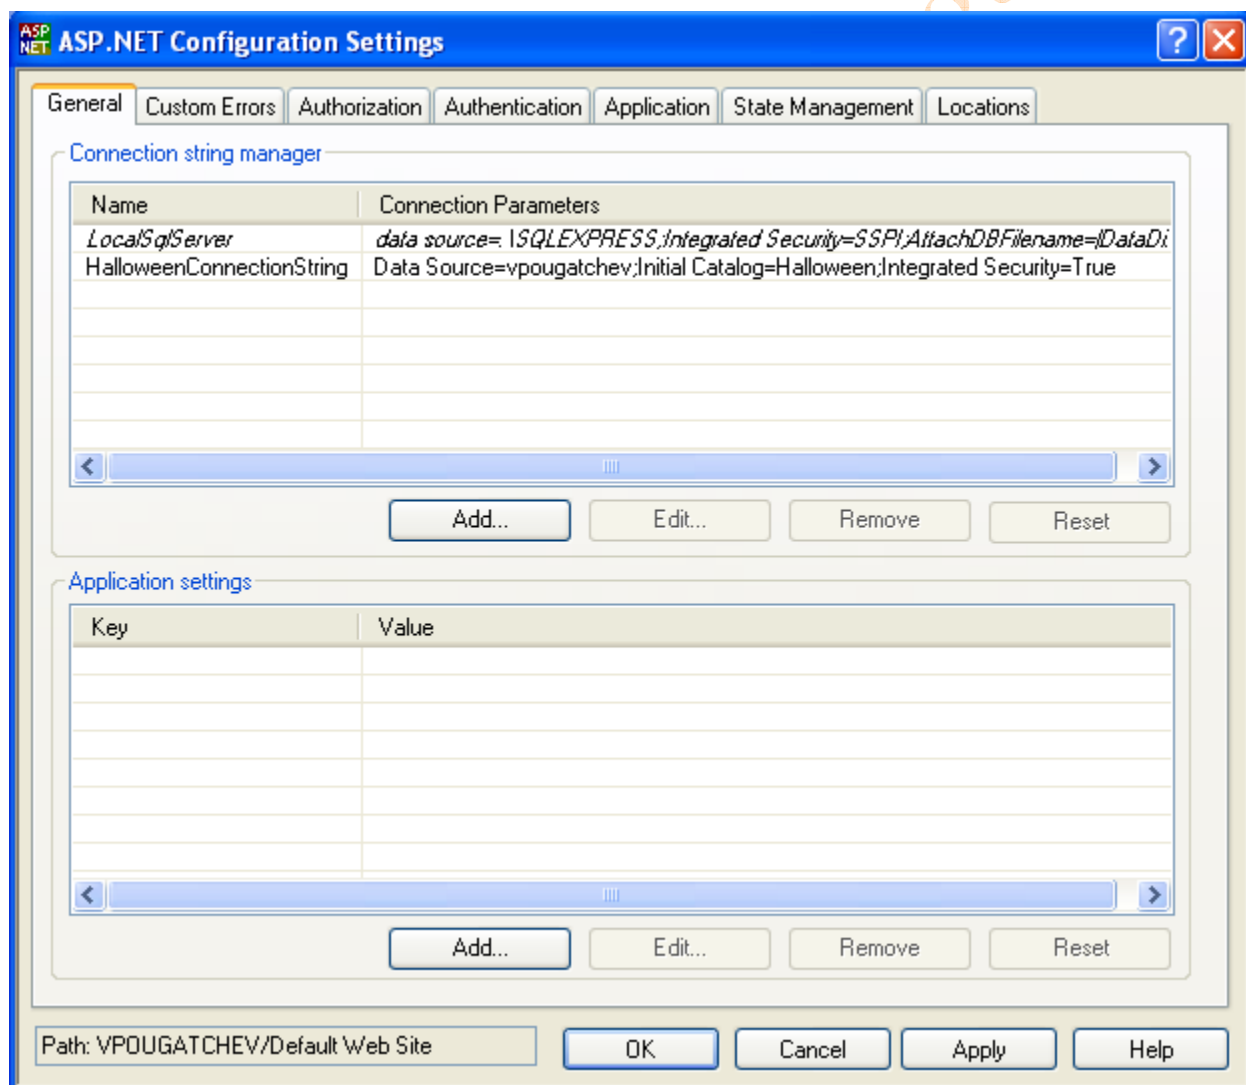 ASP NET ASP.NET Configuration Settings
General Custom Errors Authorization Authentication Application State Management Locations
Connection string manager
Name Connection Parameters
LocalSqlServer data source=.\SQLEXPRESS;Integrated Security=SSPI;AttachDBFilename=|DataDi
HalloweenConnectionString Data Source=vpougatchev;Initial Catalog=Halloween;Integrated Security=True
Add... Edit... Remove Reset
Application settings
Key Value
Add... Edit... Remove Reset
Path: VPOUGATCHEV/Default Web Site OK Cancel Apply Help